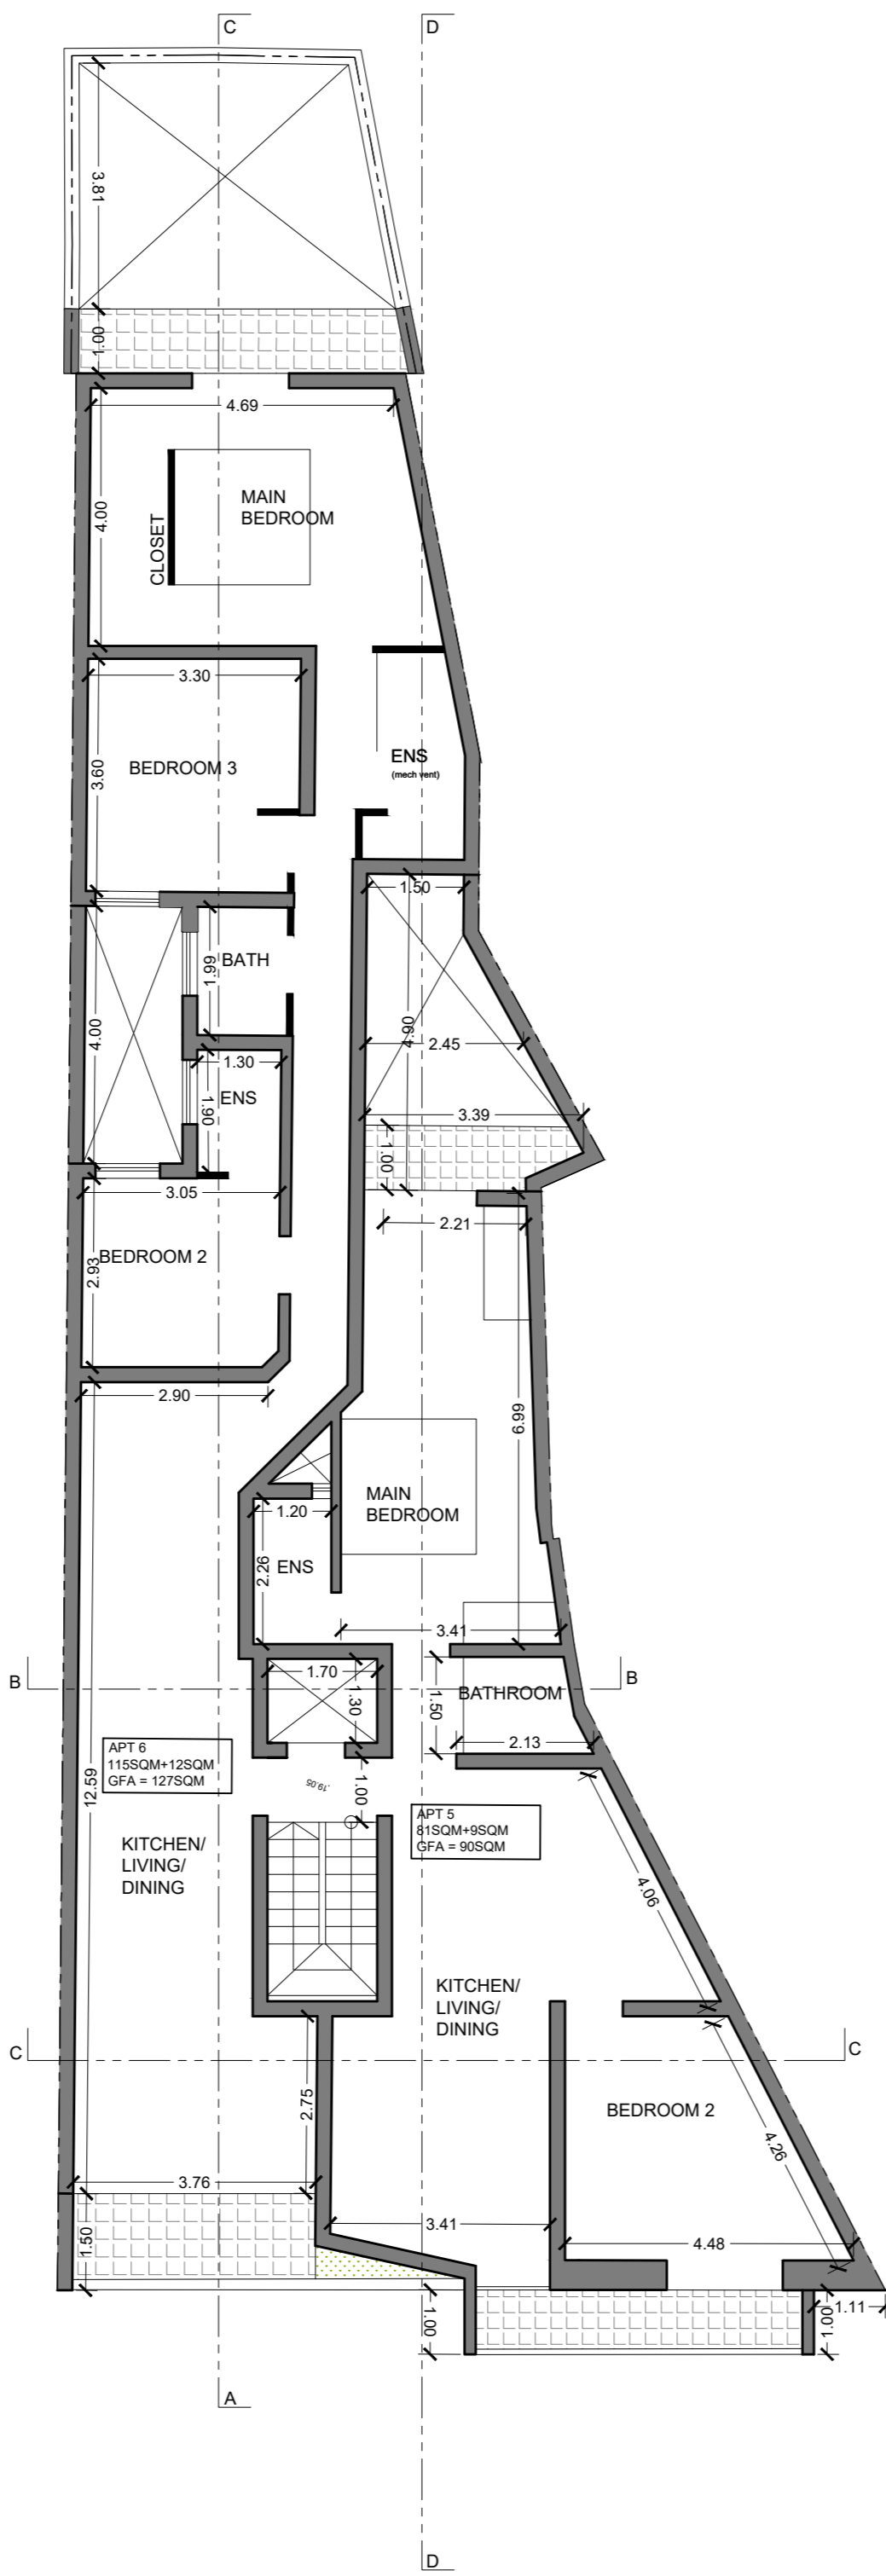 C
D
3.81
1.00
4.69
4.00
CLOSET
MAIN
BEDROOM
3.30
BEDROOM 3
3.60
ENS
(mech vent)
1.50
BATH
1.99
4.00
4.90
2.45
1.30
ENS
1.90
3.39
1.00
3.05
2.21
BEDROOM 2
2.93
2.90
6.99
MAIN
BEDROOM
1.20
ENS
2.26
3.41
B
B
1.70
1.30
1.50
BATHROOM
2.13
APT 6
115SQM+12SQM
GFA = 127SQM
12.59
19.05
1.00
APT 5
81SQM+9SQM
GFA = 90SQM
KITCHEN/
LIVING/
DINING
4.06
KITCHEN/
LIVING/
DINING
C
C
2.75
BEDROOM 2
4.26
3.76
1.50
3.41
4.48
1.00
1.00
1.11
A
D